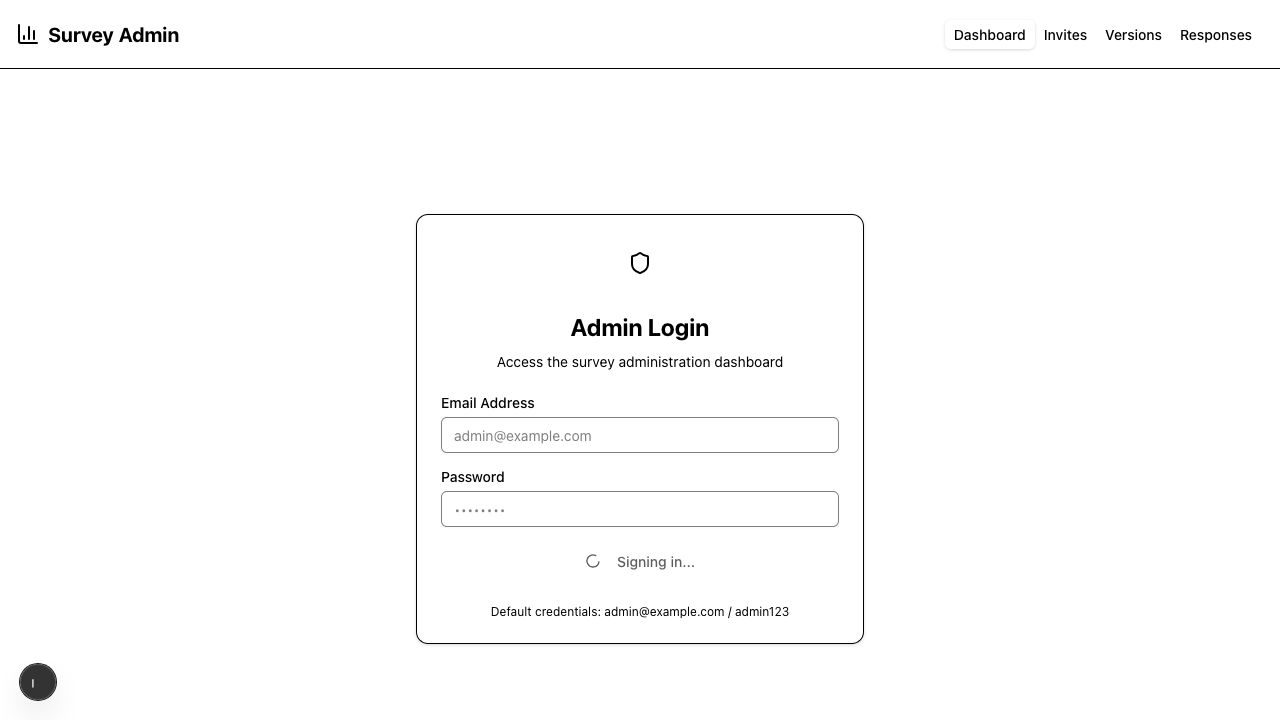 Survey Admin
Dashboard Invites Versions Responses
Admin Login
Access the survey administration dashboard
Email Address
admin@example.com
Password
••••••••
Signing in...
Default credentials: admin@example.com / admin123